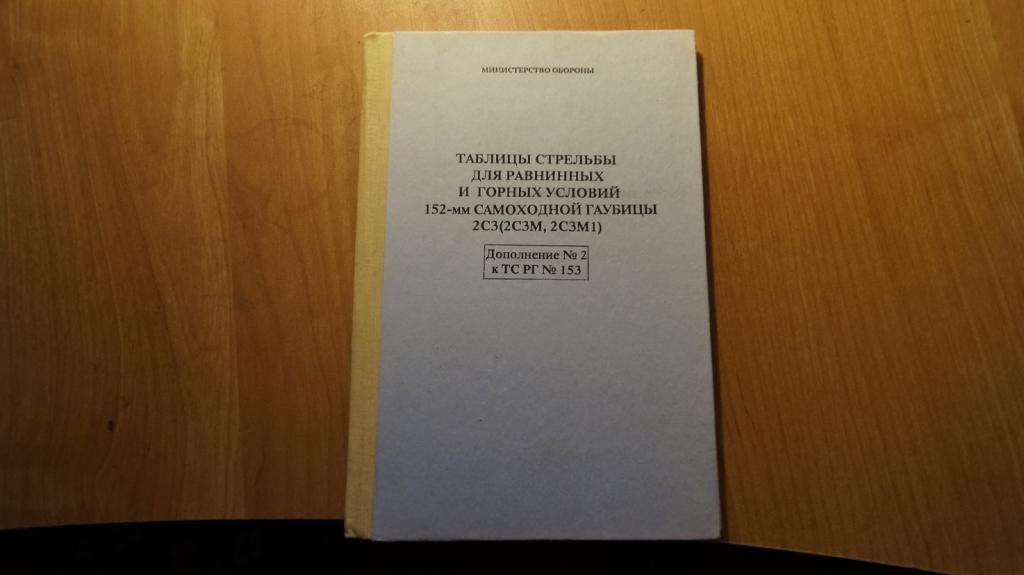 МИНИСТЕРСТВО ОБОРОНЫ
ТАБЛИЦЫ СТРЕЛЬБЫ
ДЛЯ РАВНИННЫХ
И ГОРНЫХ УСЛОВИЙ
152-мм САМОХОДНОЙ ГАУБИЦЫ
2С3(2С3М, 2С3М1)
Дополнение № 2
к ТС РГ № 153